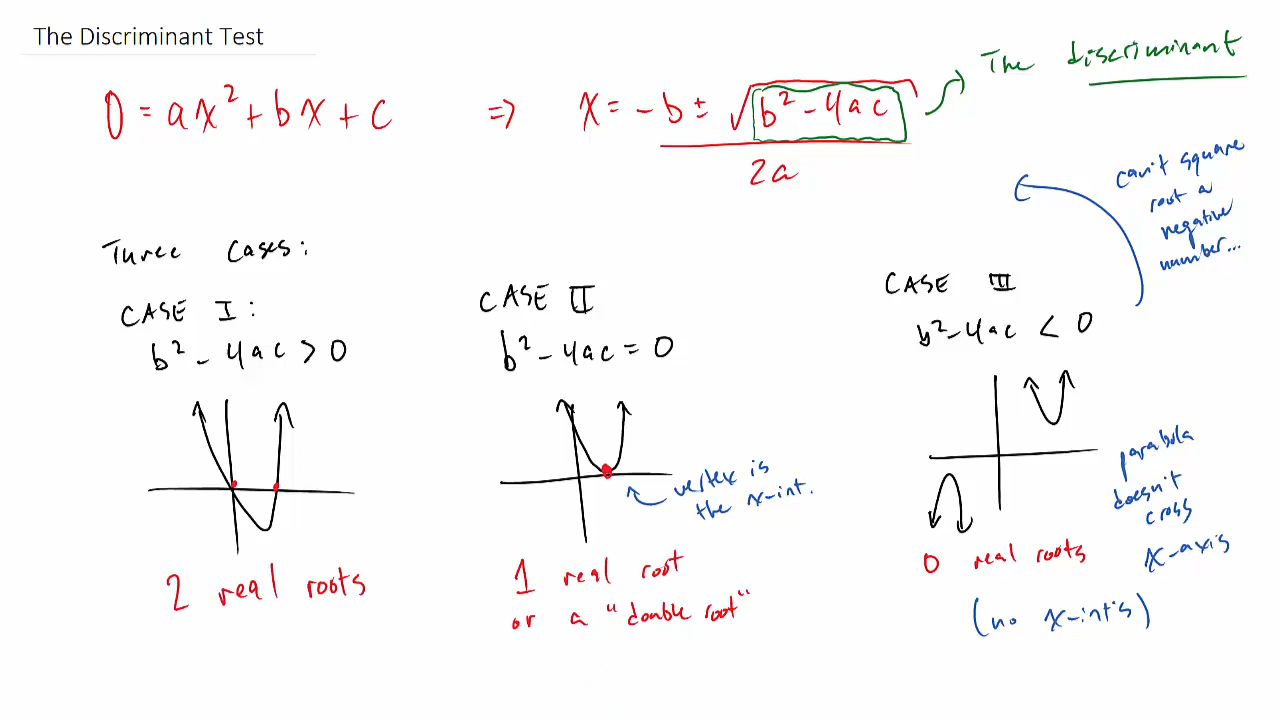 The Discriminant Test
The discriminant
0 = ax² + bx + c ⇒ x = -b ± √b² - 4ac
2a
can't square
root a
negative
number...
Three Cases:
CASE I:
b² - 4ac > 0
CASE II
b² - 4ac = 0
CASE III
b² - 4ac < 0
vertex is
the x-int.
parabola
doesn't
cross
x-axis
2 real roots
1 real root
or a "double root"
0 real roots
(no x-int's)